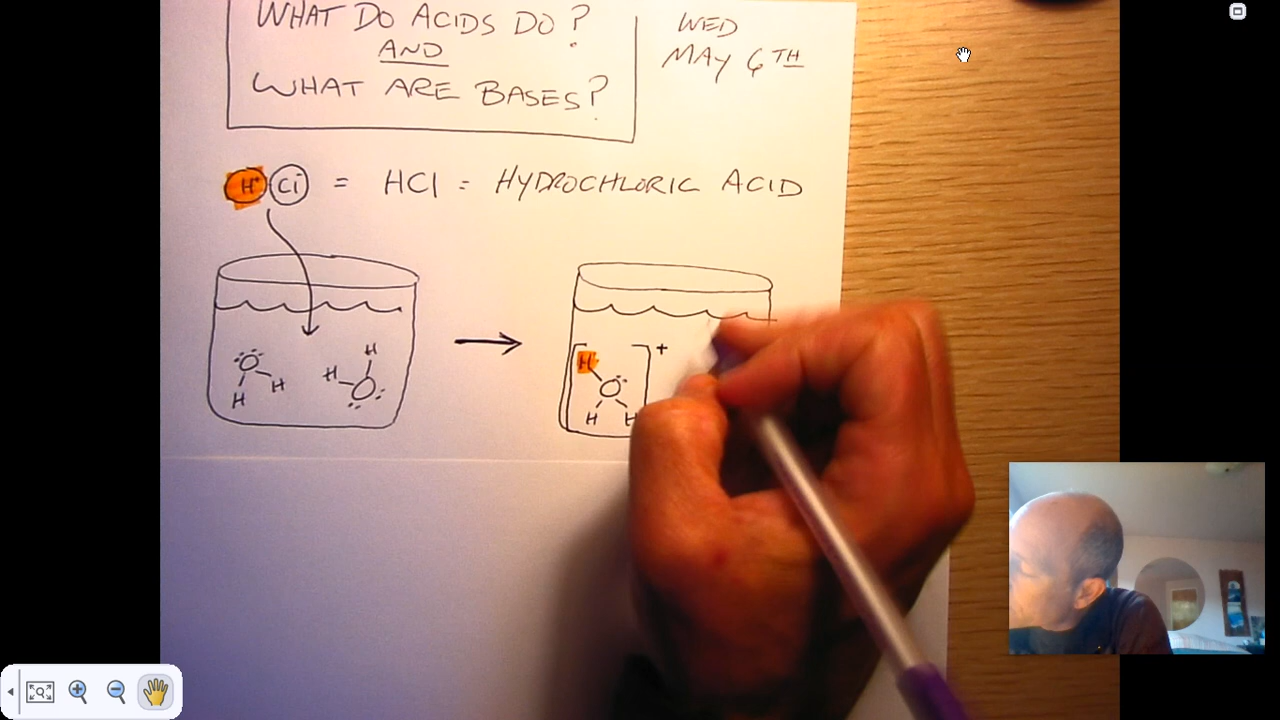 WHAT DO ACIDS DO?
AND
WHAT ARE BASES?
WED
MAY 6TH
H+ Cl- = HCl = HYDROCHLORIC ACID
H
H
O
H
H
O
H
+
H
O
H
H